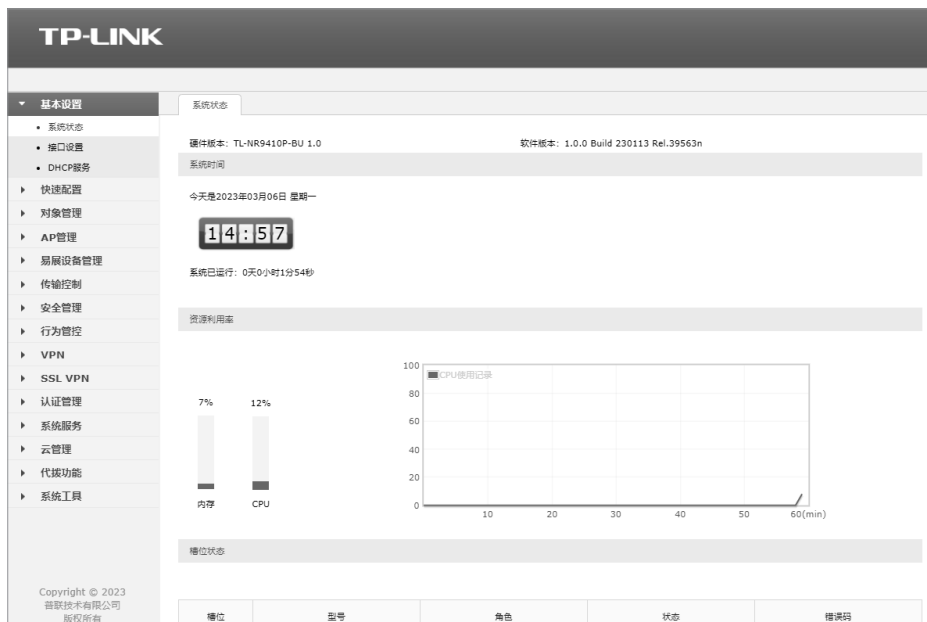 TP-LINK
基本设置
系统状态
接口设置
DHCP服务
快速配置
对象管理
AP管理
易展设备管理
传输控制
安全管理
行为管控
VPN
SSL VPN
认证管理
系统服务
云管理
代拨功能
系统工具
Copyright © 2023
普联技术有限公司
版权所有
系统状态
硬件版本: TL-NR9410P-BU 1.0
软件版本: 1.0.0 Build 230113 Rel.39563n
系统时间
今天是2023年03月06日 星期一
14:57
系统已运行: 0天0小时1分54秒
资源利用率
7% 12%
内存 CPU
CPU使用记录
100
80
60
40
20
0
10 20 30 40 50 60(min)
槽位状态
槽位 型号 角色 状态 错误码